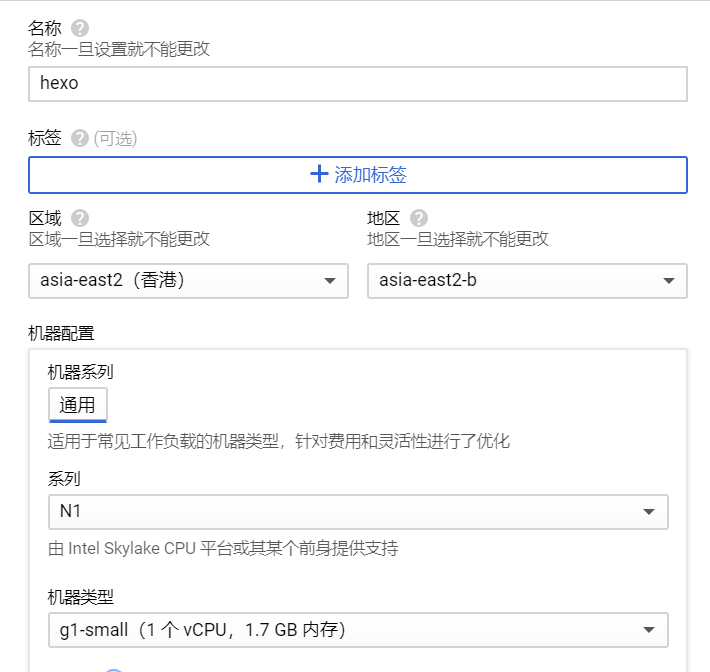 名称 ?
名称一旦设置就不能更改
hexo
标签 ? (可选)
+ 添加标签
区域 ?
区域一旦选择就不能更改
asia-east2（香港）
地区 ?
地区一旦选择就不能更改
asia-east2-b
机器配置
机器系列
通用
适用于常见工作负载的机器类型，针对费用和灵活性进行了优化
系列
N1
由 Intel Skylake CPU 平台或其某个前身提供支持
机器类型
g1-small（1 个 vCPU，1.7 GB 内存）